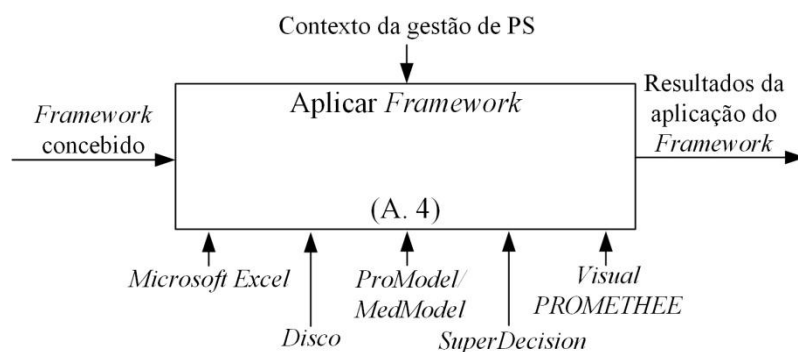 Contexto da gestão de PS
Aplicar Framework
Framework
concebido
Resultados da
aplicação do
Framework
(A. 4)
Microsoft Excel
Disco
ProModel/
MedModel
SuperDecision
Visual
PROMETHEE